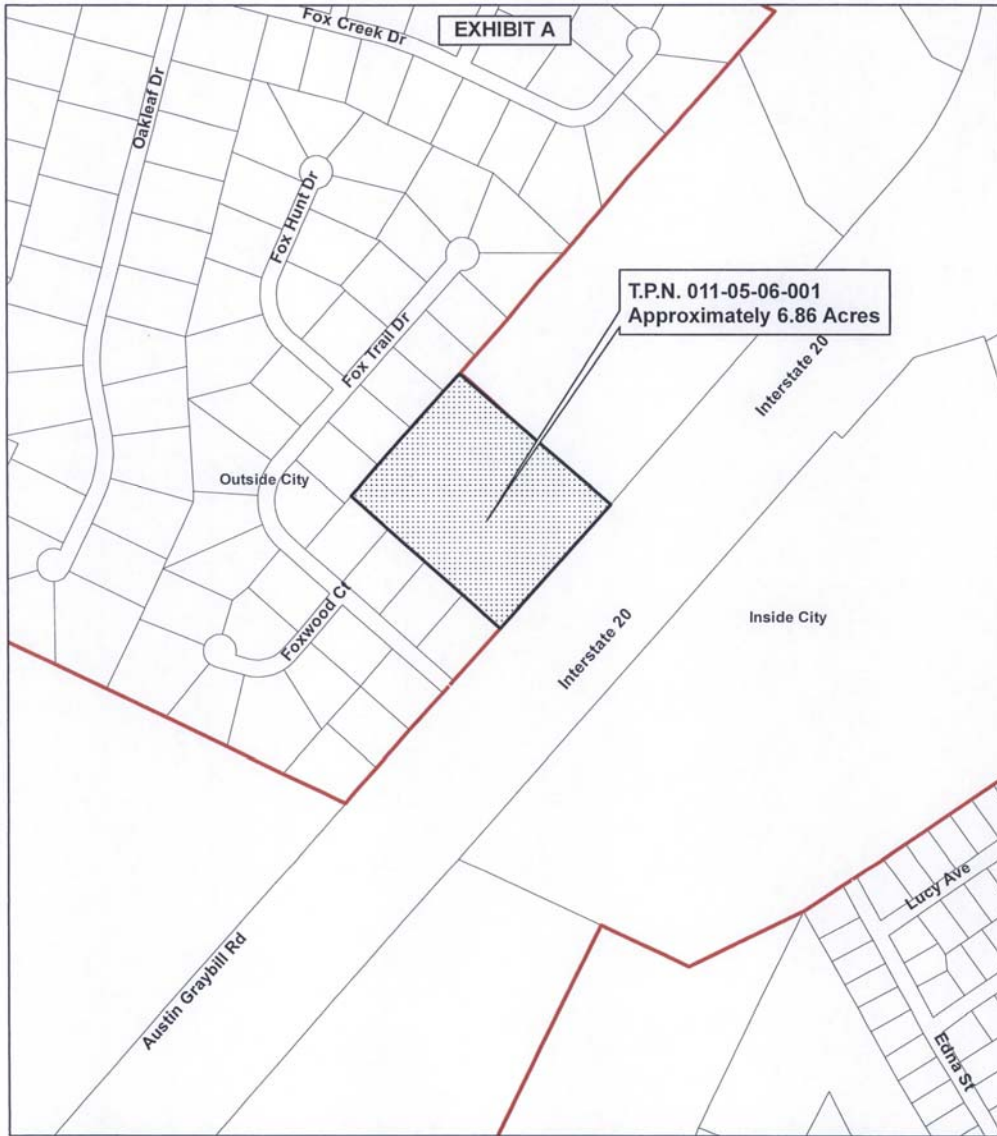 EXHIBIT A
Fox Creek Dr
Oakleaf Dr
Fox Hunt Dr
T.P.N. 011-05-06-001
Approximately 6.86 Acres
Fox Trail Dr
Interstate 20
Outside City
Foxwood Ct
Interstate 20
Inside City
Lucy Ave
Austin Graybill Rd
Edna St